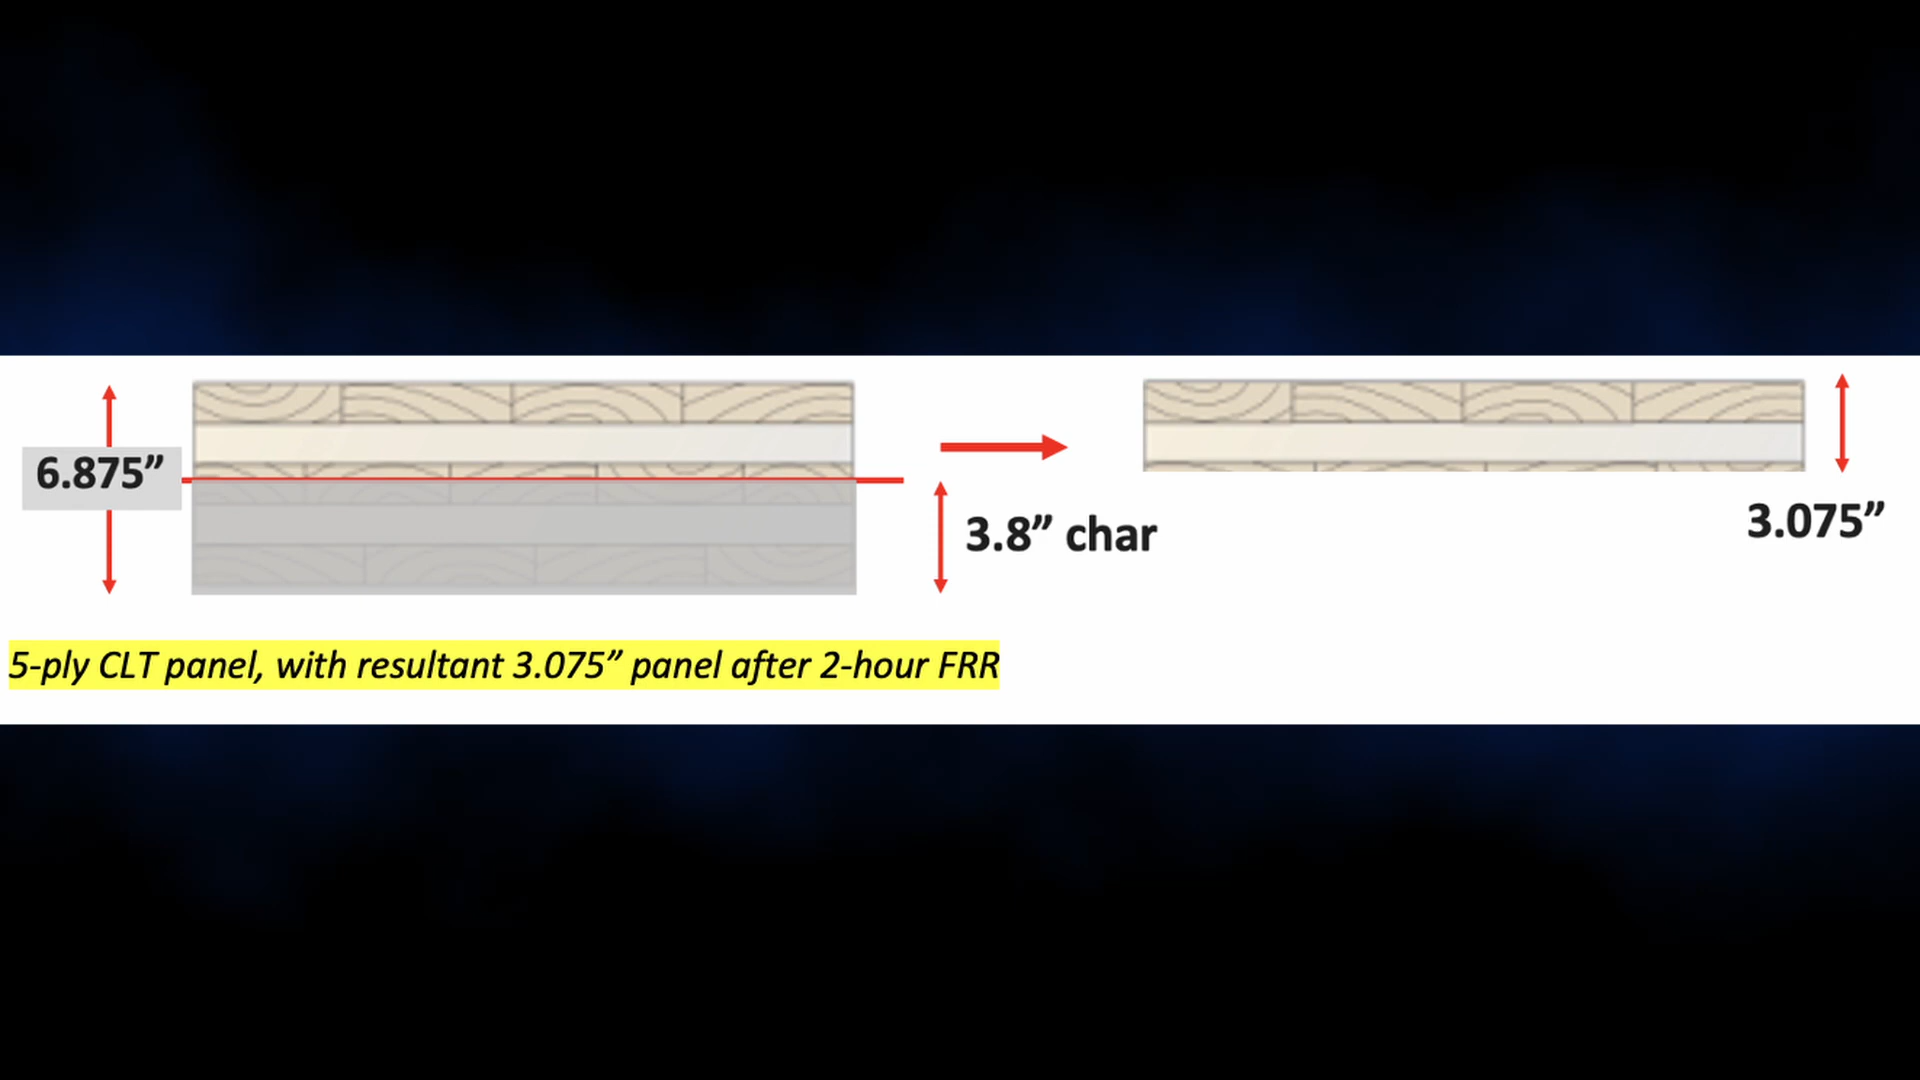 6.875”
3.8” char
3.075”
5-ply CLT panel, with resultant 3.075” panel after 2-hour FRR